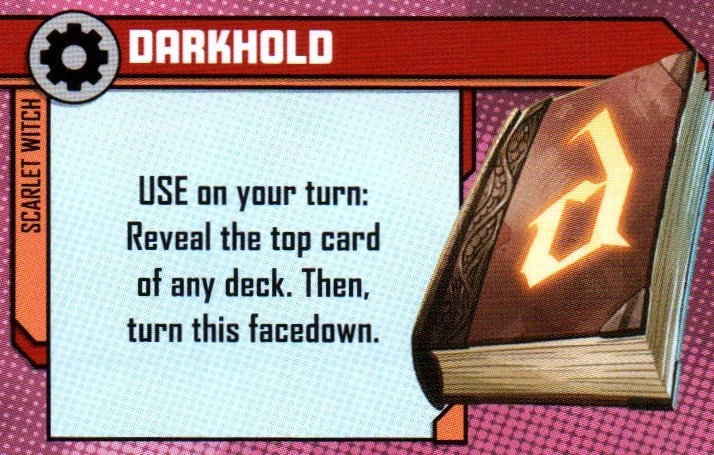 DARKHOLD
SCARLET WITCH
USE on your turn:
Reveal the top card
of any deck. Then,
turn this facedown.
d